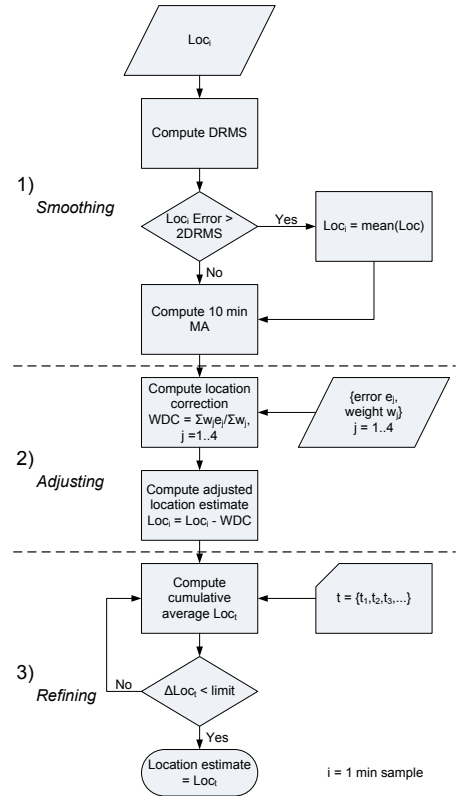 Locᵢ
Compute DRMS
1)
Smoothing
Locᵢ Error >
2DRMS
Yes
Locᵢ = mean(Loc)
No
Compute 10 min
MA
Compute location
correction
WDC = Σwⱼeⱼ/Σwⱼ,
j =1..4
{error eⱼ,
weight wⱼ}
j = 1..4
2)
Adjusting
Compute adjusted
location estimate
Locᵢ = Locᵢ - WDC
Compute
cumulative
average Locₜ
t = {t₁,t₂,t₃,...}
3)
Refining
No
ΔLocₜ < limit
Yes
Location estimate
= Locₜ
i = 1 min sample